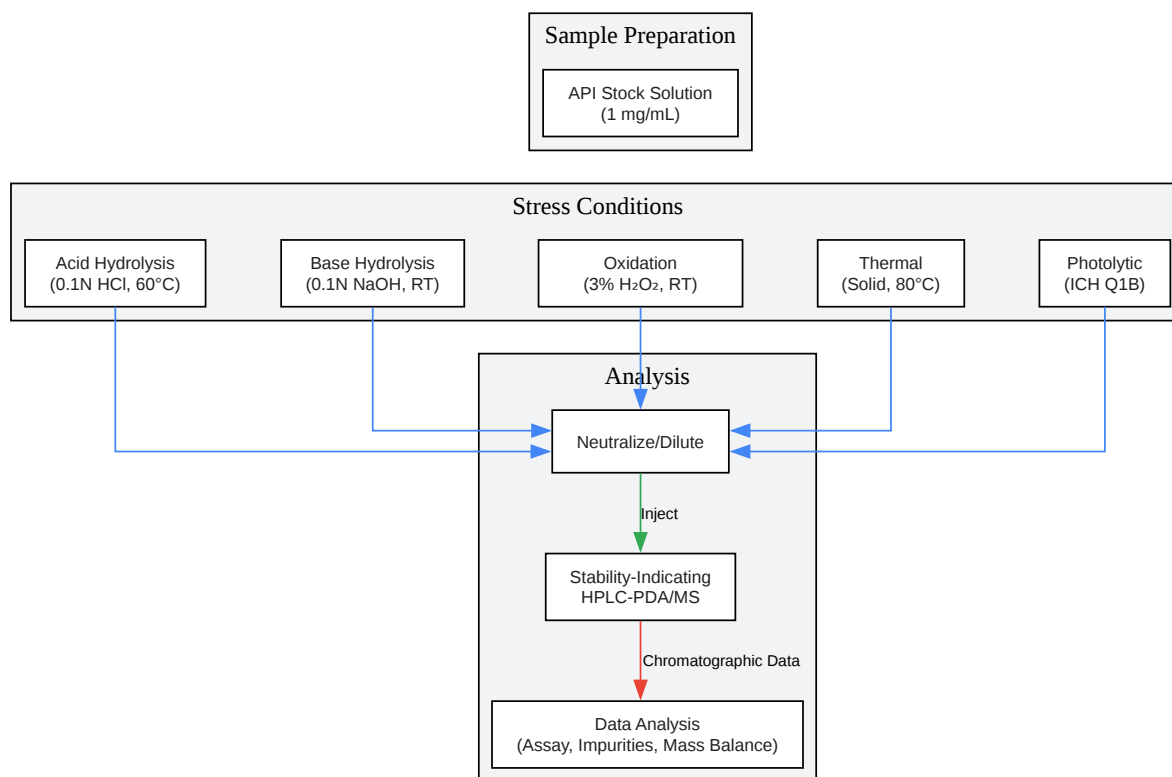 Sample Preparation
API Stock Solution
(1 mg/mL)
Stress Conditions
Acid Hydrolysis
(0.1N HCl, 60°C)
Base Hydrolysis
(0.1N NaOH, RT)
Oxidation
(3% H₂O₂, RT)
Thermal
(Solid, 80°C)
Photolytic
(ICH Q1B)
Analysis
Neutralize/Dilute
Inject
Stability-Indicating
HPLC-PDA/MS
Chromatographic Data
Data Analysis
(Assay, Impurities, Mass Balance)